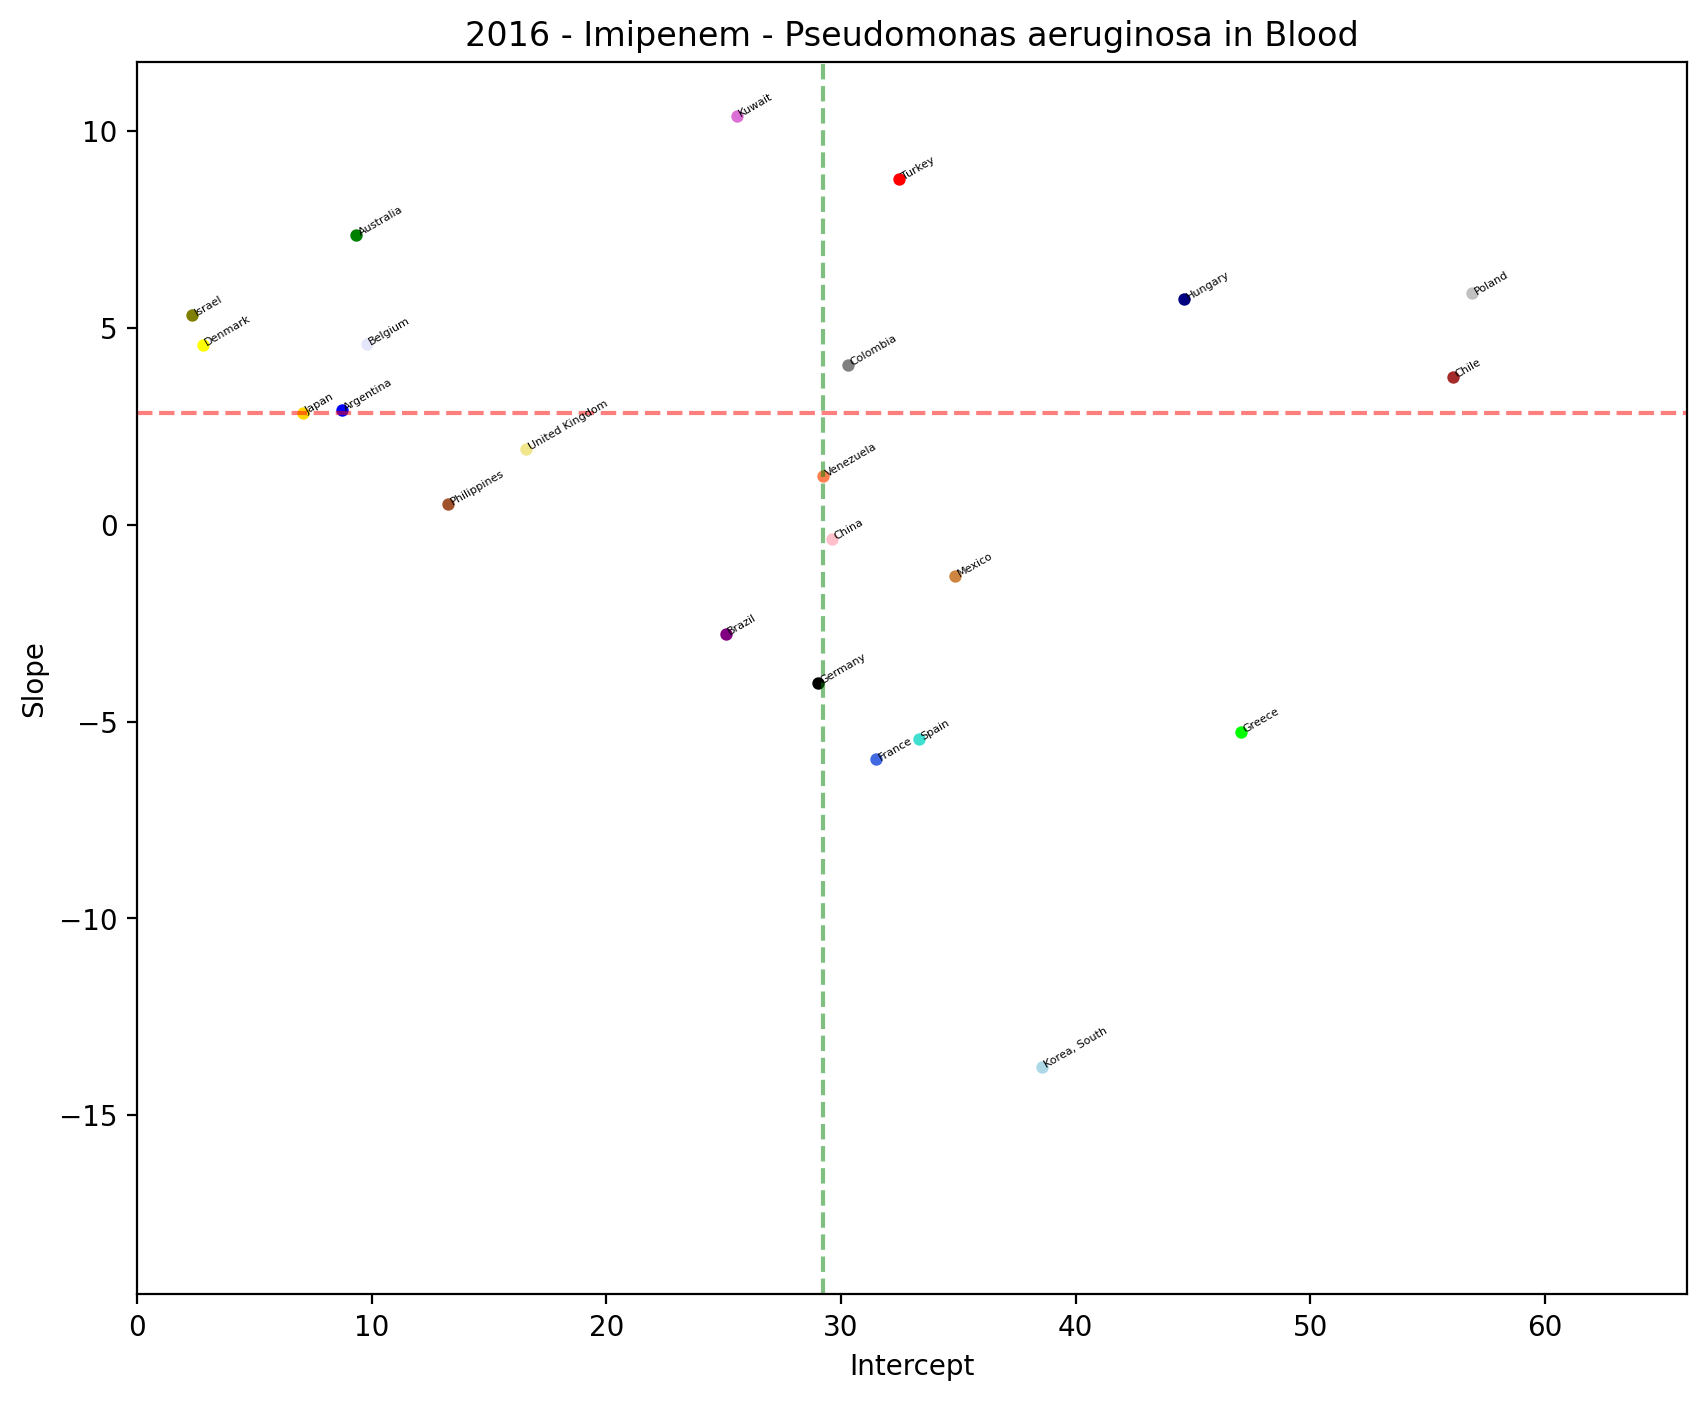 2016 - Imipenem - Pseudomonas aeruginosa in Blood
Kuwait
Turkey
Australia
Hungary
Poland
Israel
Denmark
Belgium
Colombia
Chile
Japan
Argentina
United Kingdom
Venezuela
Philippines
China
Mexico
Brazil
Germany
Spain
Greece
France
Korea, South
10
5
0
−5
−10
−15
Slope
0 10 20 30 40 50 60
Intercept